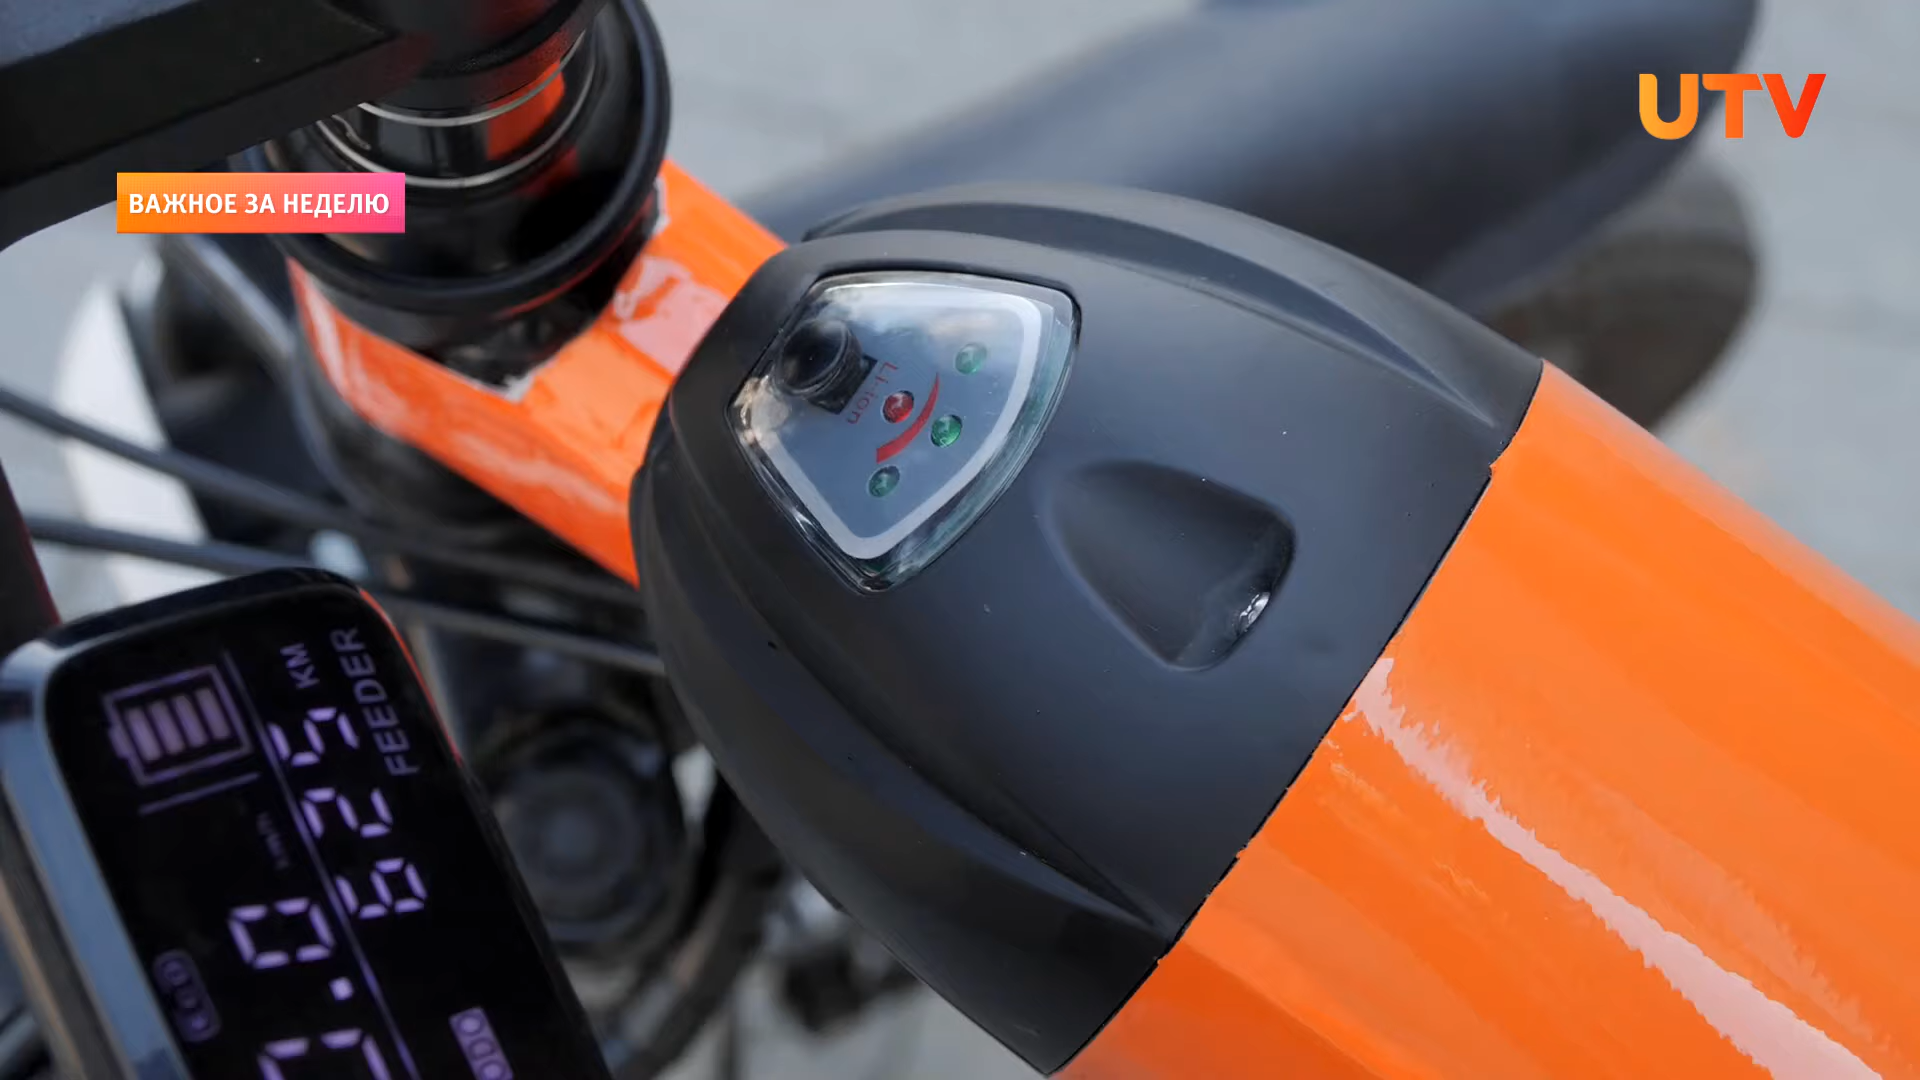 UTV
ВАЖНОЕ ЗА НЕДЕЛЮ
Li-ion
KM
FEEDER
ODO